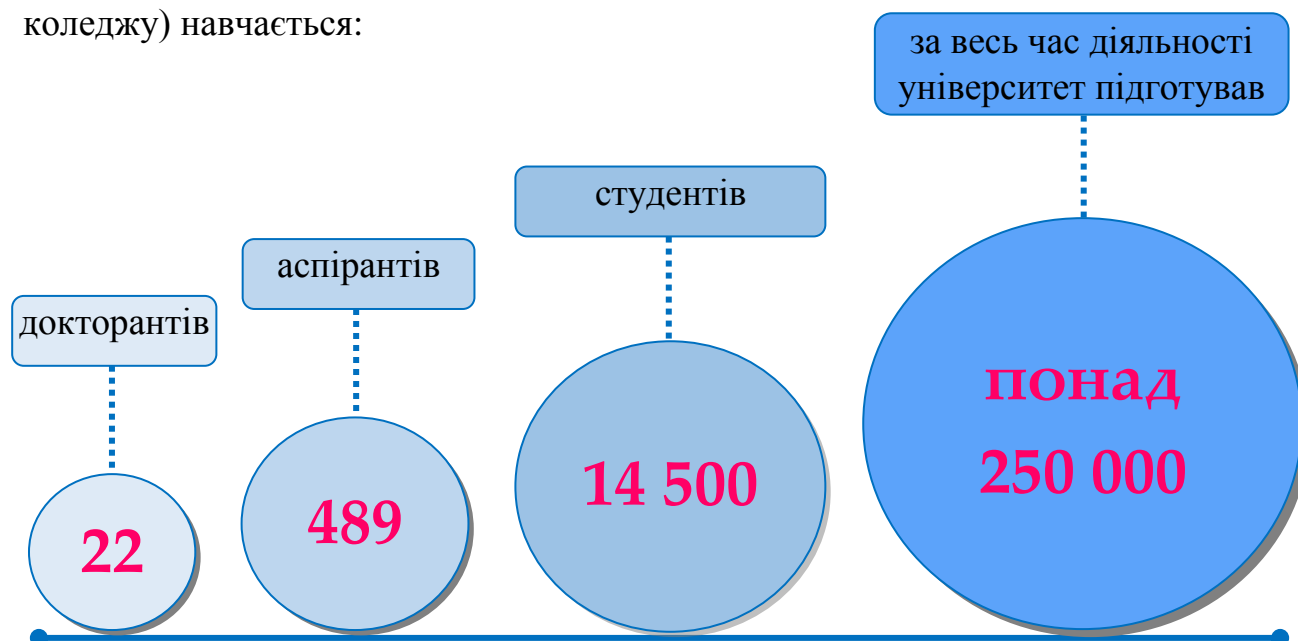 коледжу) навчається:
за весь час діяльності
університет підготував
студентів
аспірантів
докторантів
понад
250 000
14 500
489
22